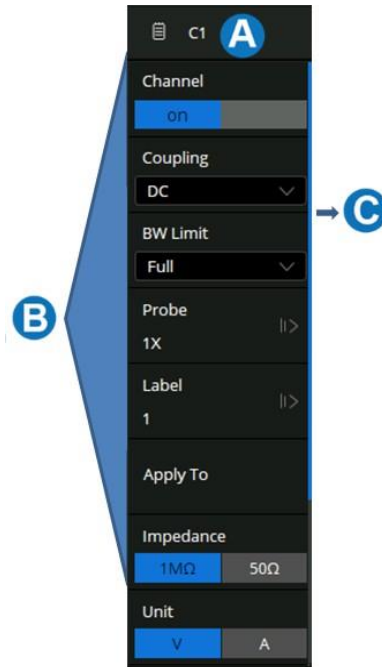 C1 A
Channel
on
Coupling
DC
C
BW Limit
Full
B
Probe
1X
Label
1
Apply To
Impedance
1MΩ 50Ω
Unit
V A